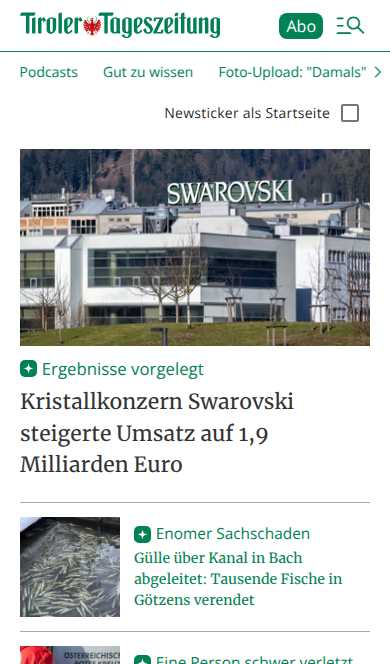 Tiroler Tageszeitung
Abo
Podcasts Gut zu wissen Foto-Upload: "Damals"
Newsticker als Startseite
SWAROVSKI
Ergebnisse vorgelegt
Kristallkonzern Swarovski
steigerte Umsatz auf 1,9
Milliarden Euro
Enomer Sachschaden
Gülle über Kanal in Bach
abgeleitet: Tausende Fische in
Götzens verendet
ÖSTERREICHISCH
Eine Person schwer verletzt